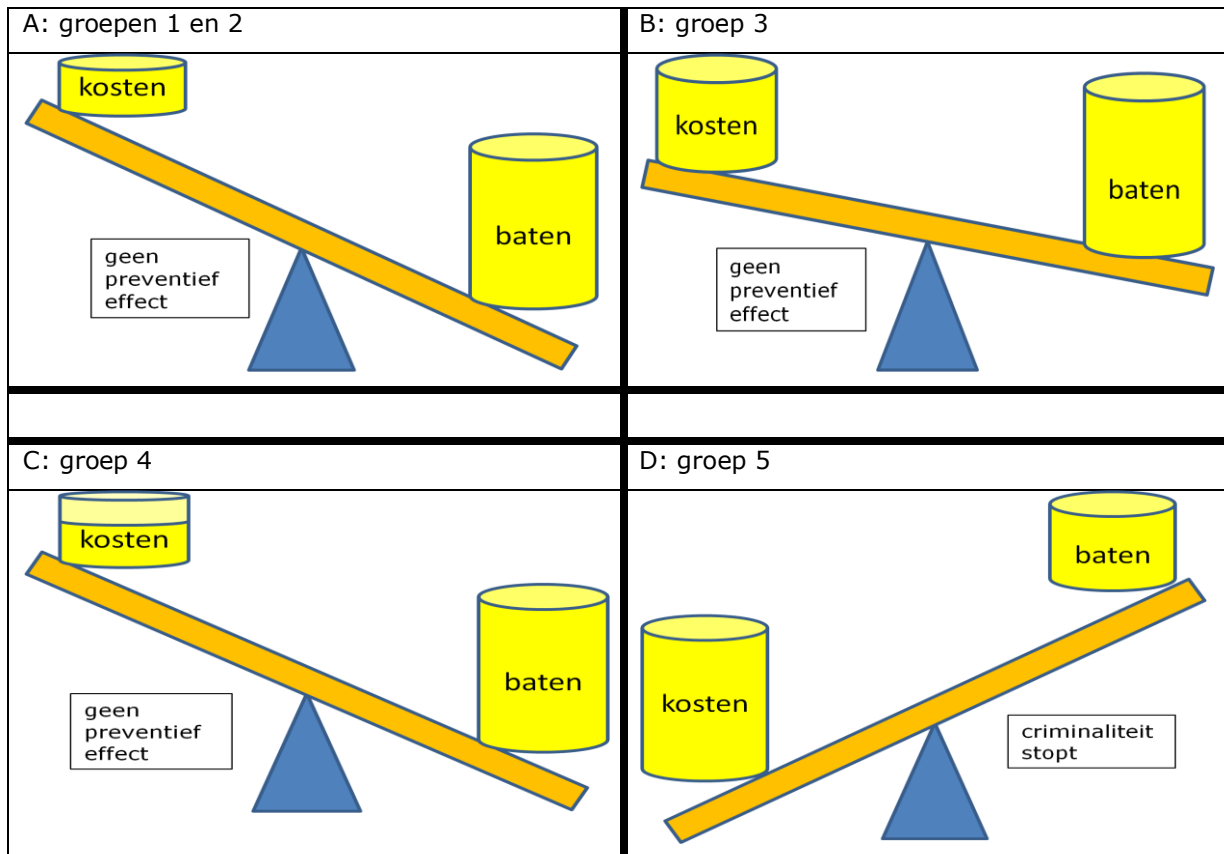 A: groepen 1 en 2
kosten
baten
geen
preventief
effect
B: groep 3
kosten
baten
geen
preventief
effect
C: groep 4
kosten
baten
geen
preventief
effect
D: groep 5
baten
kosten
criminaliteit
stopt